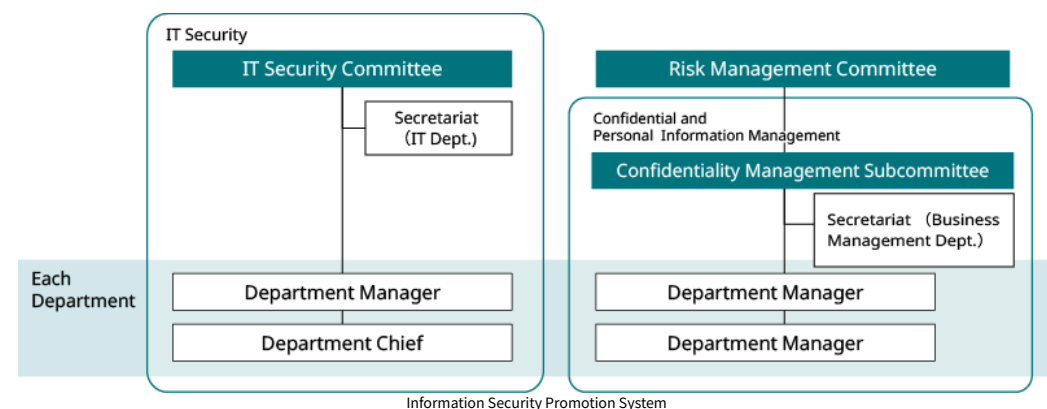 IT Security
IT Security Committee
Secretariat
（IT Dept.)
Risk Management Committee
Confidential and
Personal Information Management
Confidentiality Management Subcommittee
Secretariat （Business
Management Dept.）
Each
Department
Department Manager
Department Chief
Department Manager
Department Manager
Information Security Promotion System